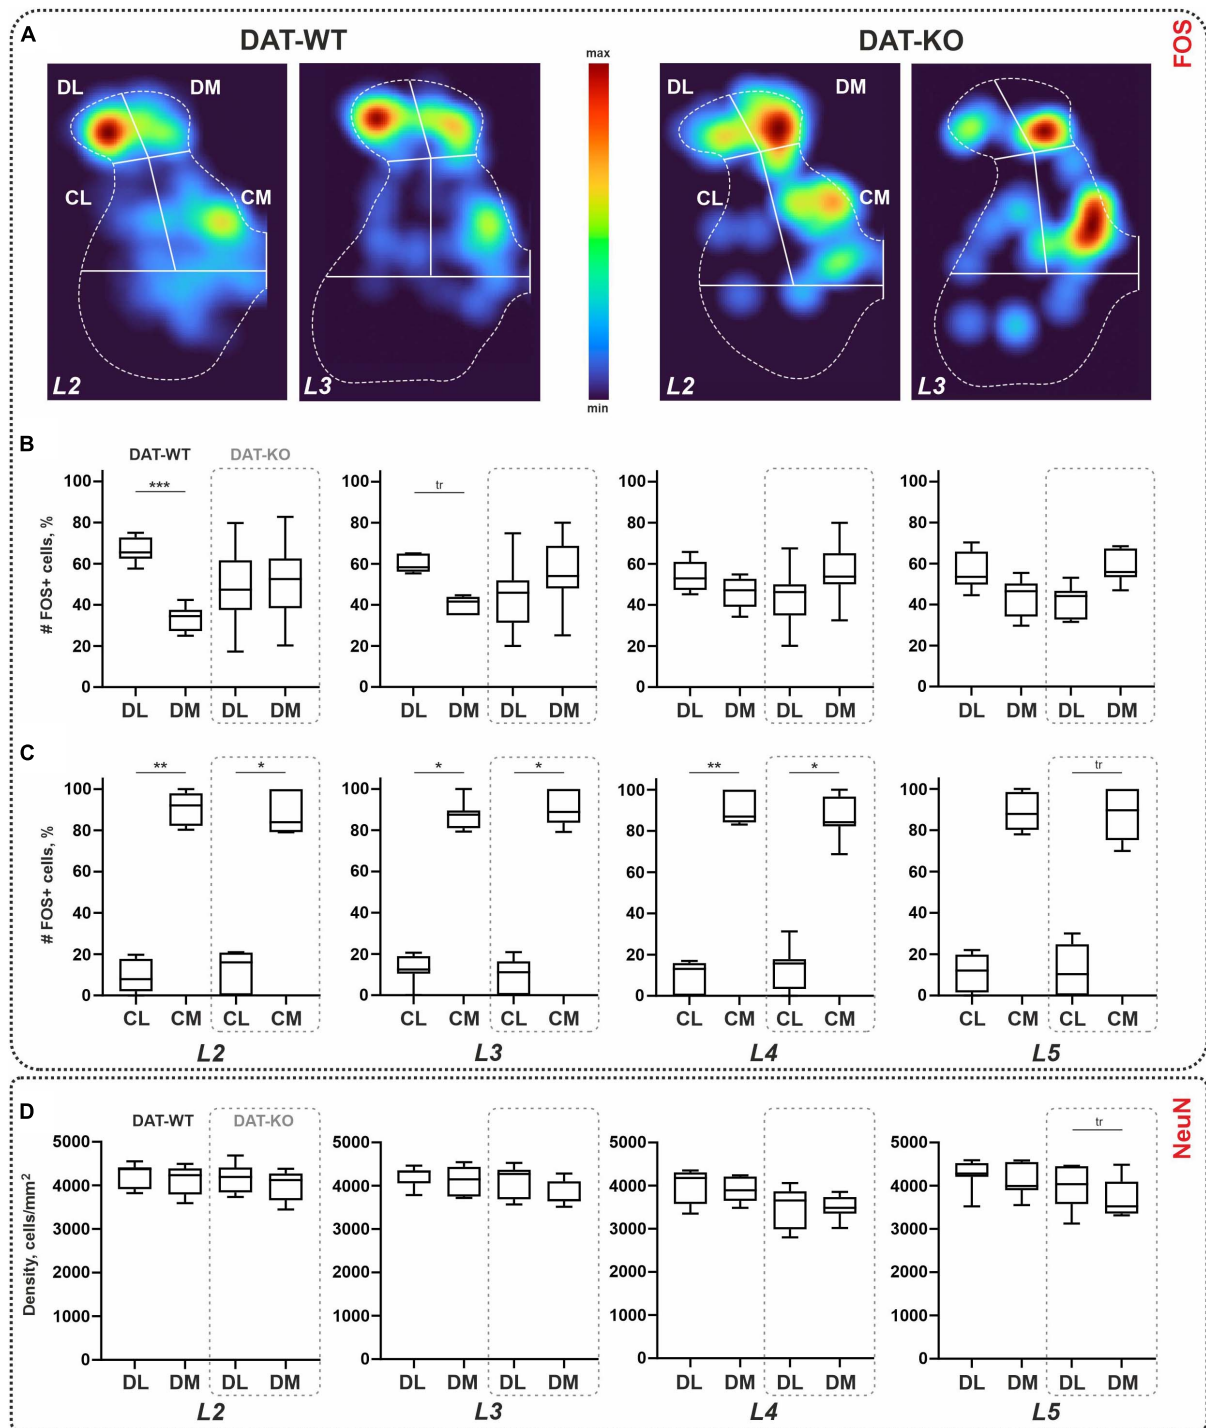 A
DAT-WT
DAT-KO
FOS
max
DL
DM
DL
DM
CL
CM
CL
CM
L2
L3
min
L2
L3
B
DAT-WT
DAT-KO
# FOS+ cells, %
100
80
60
40
20
0
***
DL
DM
DL
DM
100
80
60
40
20
0
tr
DL
DM
DL
DM
100
80
60
40
20
0
DL
DM
DL
DM
100
80
60
40
20
0
DL
DM
DL
DM
C
# FOS+ cells, %
100
80
60
40
20
0
**
*
CL
CM
CL
CM
L2
100
80
60
40
20
0
*
*
CL
CM
CL
CM
L3
100
80
60
40
20
0
**
*
CL
CM
CL
CM
L4
100
80
60
40
20
0
tr
CL
CM
CL
CM
L5
D
DAT-WT
DAT-KO
NeuN
Density, cells/mm²
5000
4000
3000
2000
1000
0
DL
DM
DL
DM
L2
5000
4000
3000
2000
1000
0
DL
DM
DL
DM
L3
5000
4000
3000
2000
1000
0
DL
DM
DL
DM
L4
5000
4000
3000
2000
1000
0
tr
DL
DM
DL
DM
L5